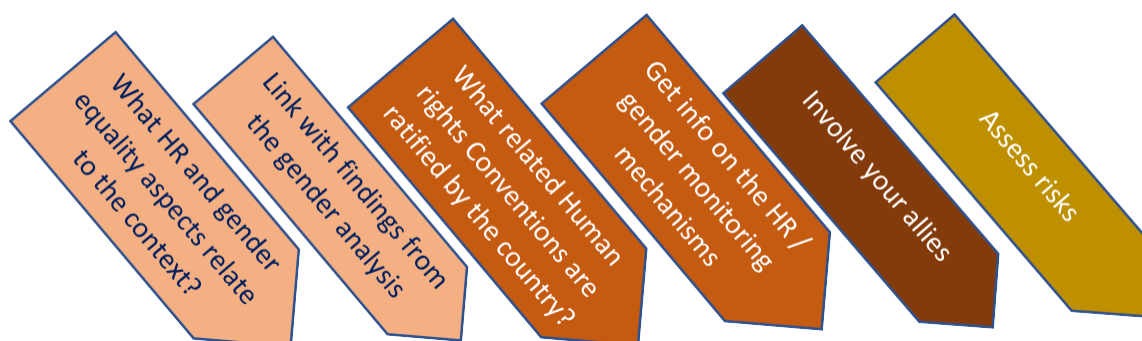 What HR and gender
equality aspects relate
to the context?
Link with findings from
the gender analysis
What related Human
rights Conventions are
ratified by the country?
Get info on the HR /
gender monitoring
mechanisms
Involve your allies
Assess risks